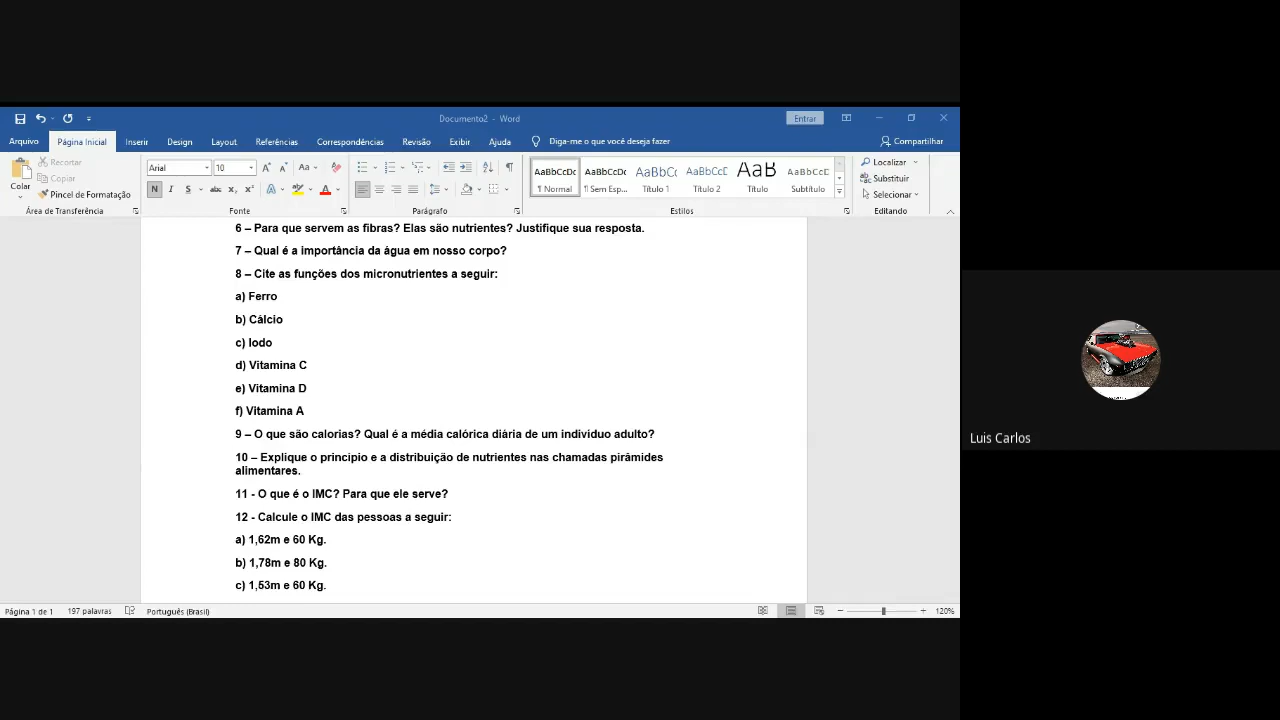 Documento2 - Word
Entrar
Arquivo Página Inicial Inserir Design Layout Referências Correspondências Revisão Exibir Ajuda Diga-me o que você deseja fazer Compartilhar
Colar
Recortar
Copiar
Pincel de Formatação
Área de Transferência
Arial 10
N I S abc x₂ x²
Fonte
Parágrafo
AaBbCcDc AaBbCcDc AaBbCc AaBbCcE AaB AaBbCcD
¶ Normal ¶ Sem Esp... Título 1 Título 2 Título Subtítulo
Estilos
Localizar
Substituir
Selecionar
Editando
6 – Para que servem as fibras? Elas são nutrientes? Justifique sua resposta.
7 – Qual é a importância da água em nosso corpo?
8 – Cite as funções dos micronutrientes a seguir:
a) Ferro
b) Cálcio
c) Iodo
d) Vitamina C
e) Vitamina D
f) Vitamina A
9 – O que são calorias? Qual é a média calórica diária de um individuo adulto?
10 – Explique o principio e a distribuição de nutrientes nas chamadas pirâmides
alimentares.
11 - O que é o IMC? Para que ele serve?
12 - Calcule o IMC das pessoas a seguir:
a) 1,62m e 60 Kg.
b) 1,78m e 80 Kg.
c) 1,53m e 60 Kg.
Página 1 de 1 197 palavras Português (Brasil) 120%
Luis Carlos